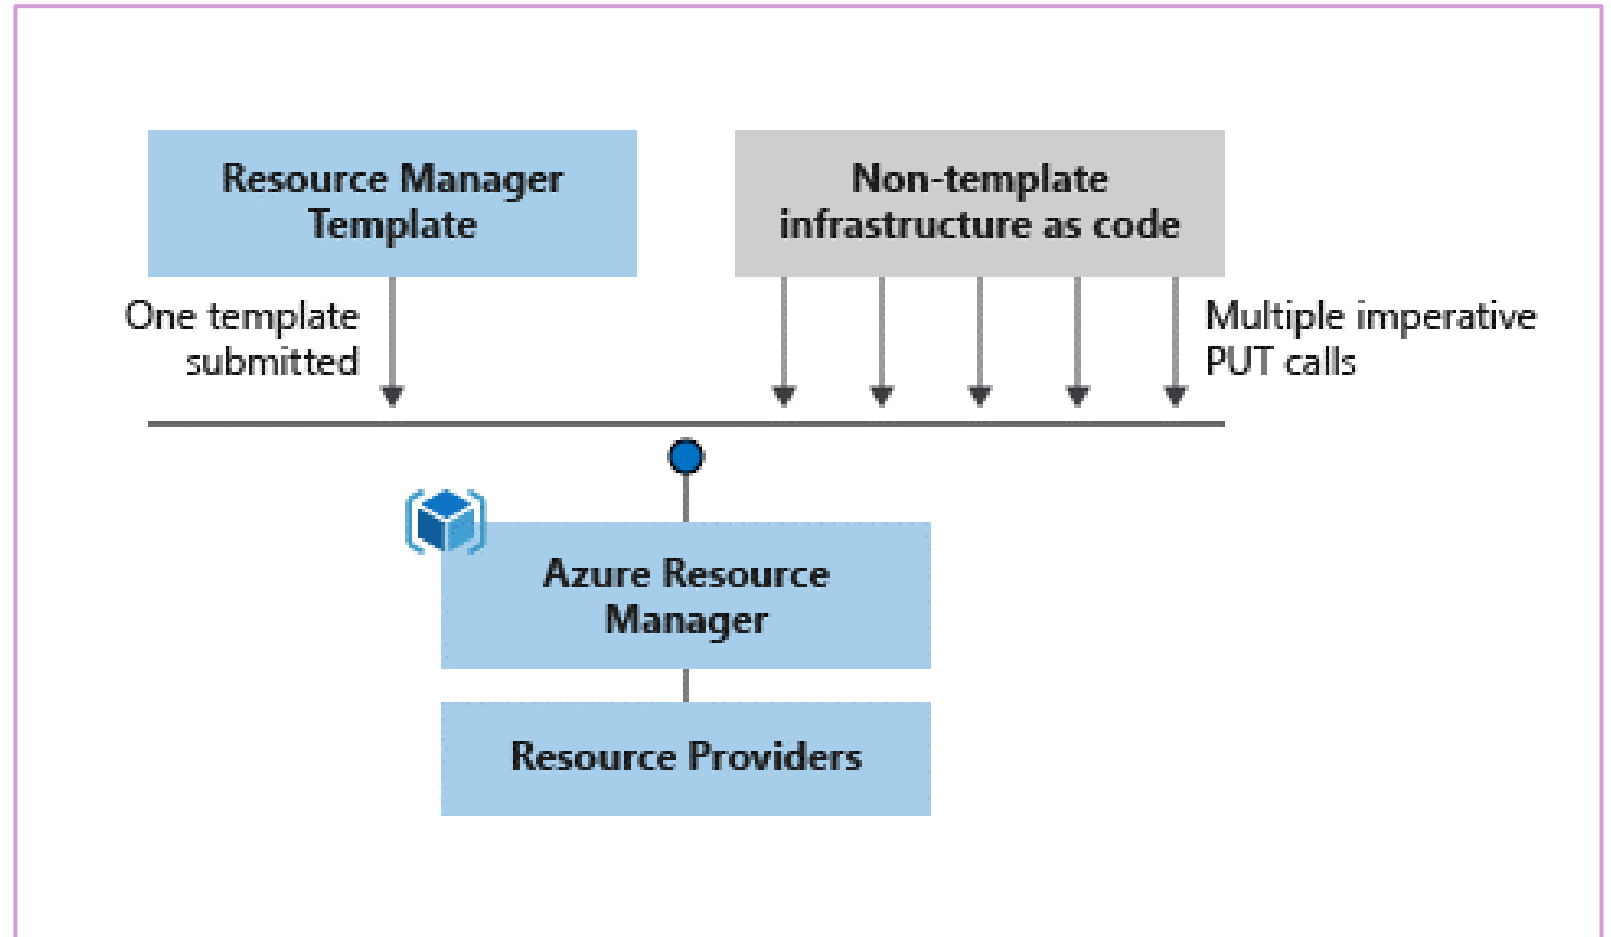 Resource Manager
Template
Non-template
infrastructure as code
One template
submitted
Multiple imperative
PUT calls
Azure Resource
Manager
Resource Providers